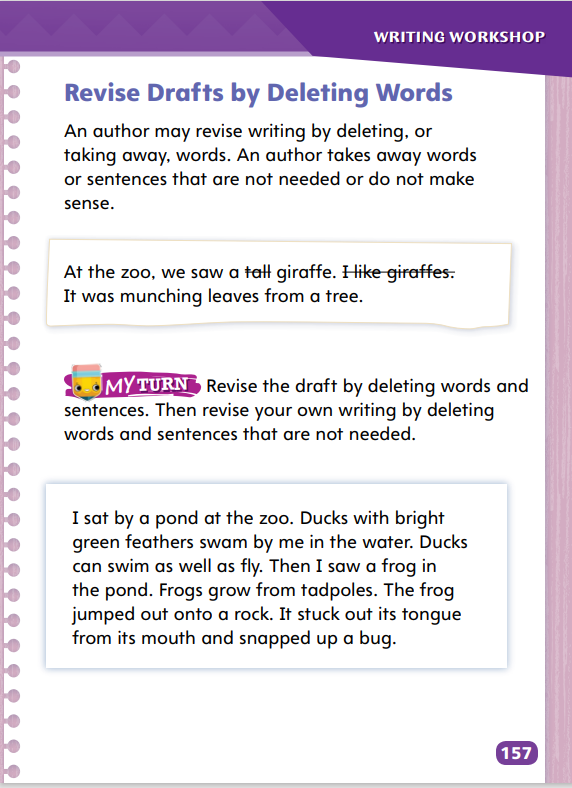 WRITING WORKSHOP
Revise Drafts by Deleting Words
An author may revise writing by deleting, or
taking away, words. An author takes away words
or sentences that are not needed or do not make
sense.
At the zoo, we saw a tall giraffe. I like giraffes.
It was munching leaves from a tree.
MY TURN Revise the draft by deleting words and
sentences. Then revise your own writing by deleting
words and sentences that are not needed.
I sat by a pond at the zoo. Ducks with bright
green feathers swam by me in the water. Ducks
can swim as well as fly. Then I saw a frog in
the pond. Frogs grow from tadpoles. The frog
jumped out onto a rock. It stuck out its tongue
from its mouth and snapped up a bug.
157